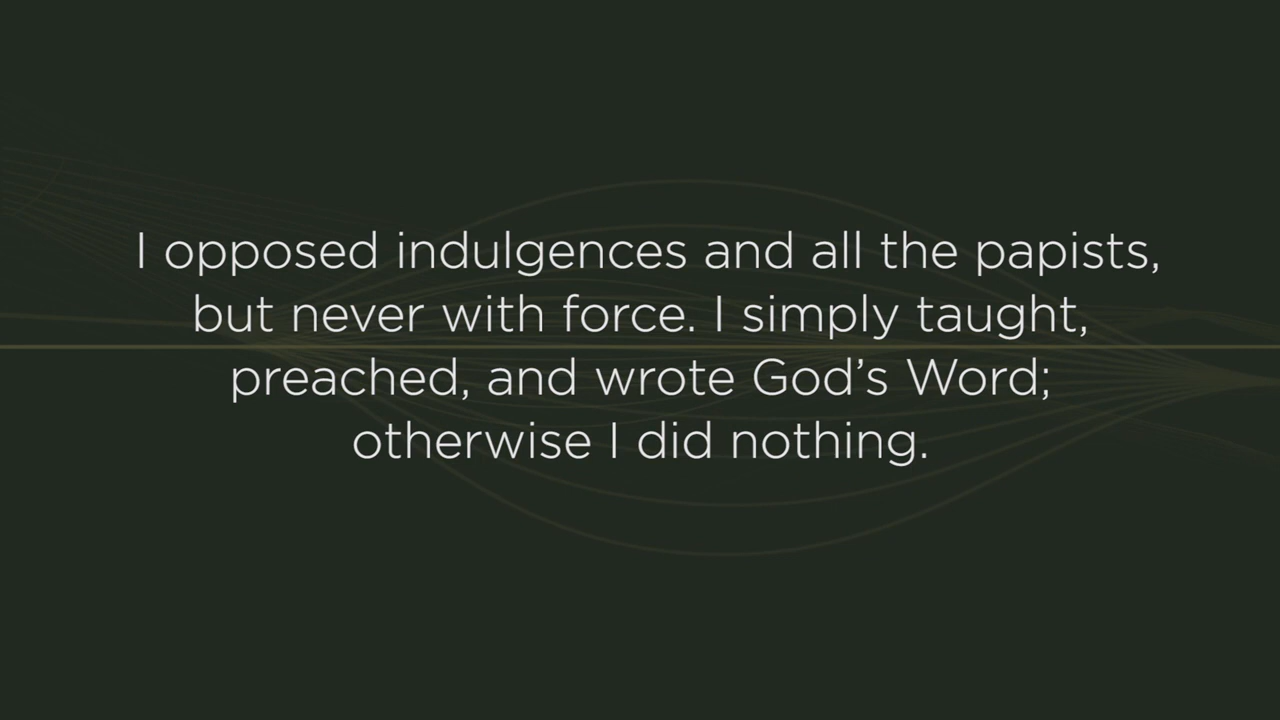 I opposed indulgences and all the papists,
but never with force. I simply taught,
preached, and wrote God’s Word;
otherwise I did nothing.